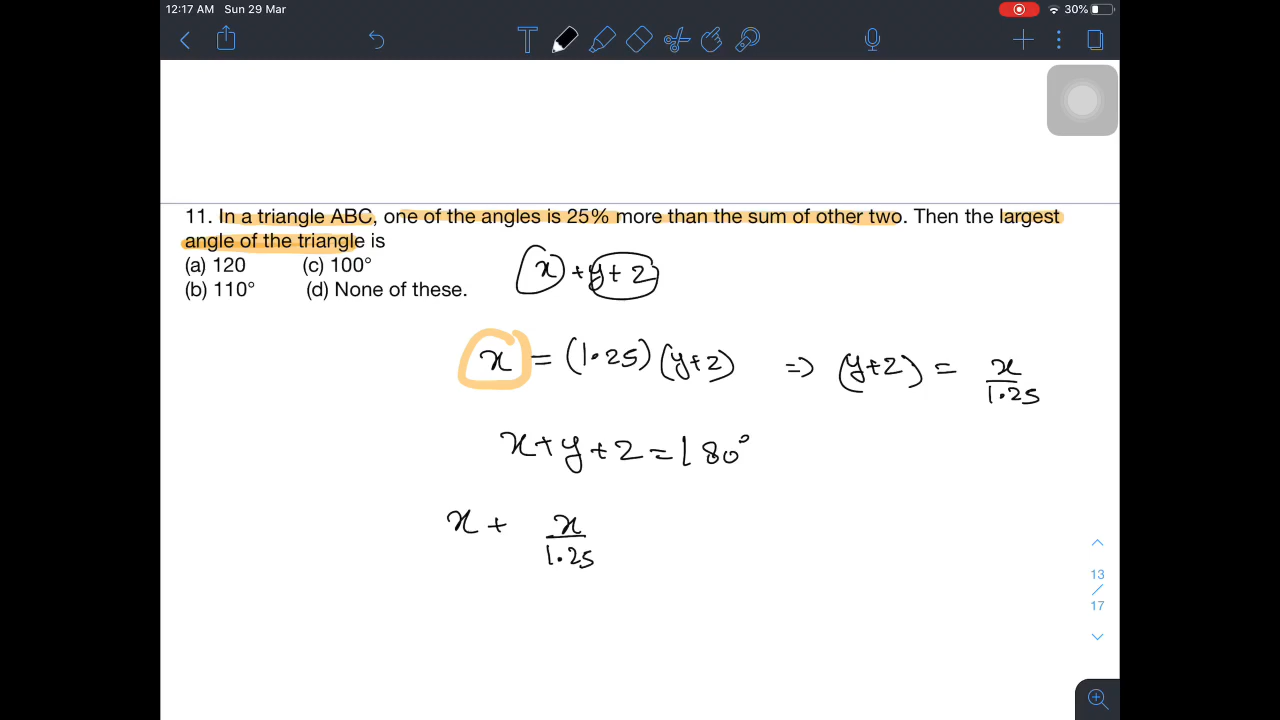 12:17 AM Sun 29 Mar 30%
11. In a triangle ABC, one of the angles is 25% more than the sum of other two. Then the largest
angle of the triangle is
(a) 120 (c) 100°
(b) 110° (d) None of these.
x + y + z
x = (1.25) (y+z) => (y+z) = x/1.25
x + y + z = 180°
x + x/1.25
13
/
17